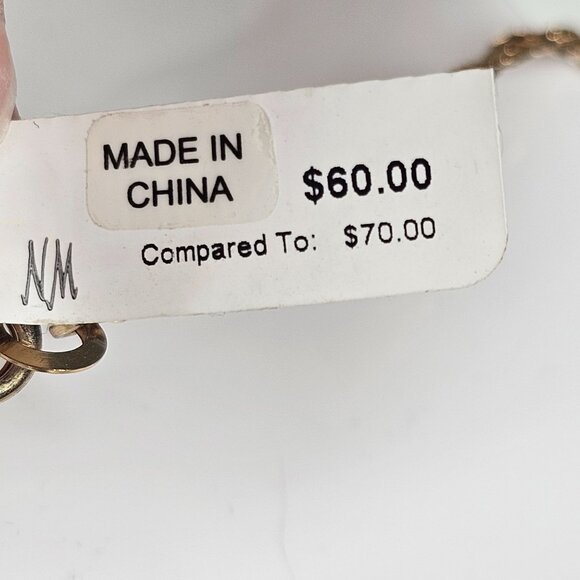 MADE IN
CHINA
$60.00
Compared To: $70.00
NM